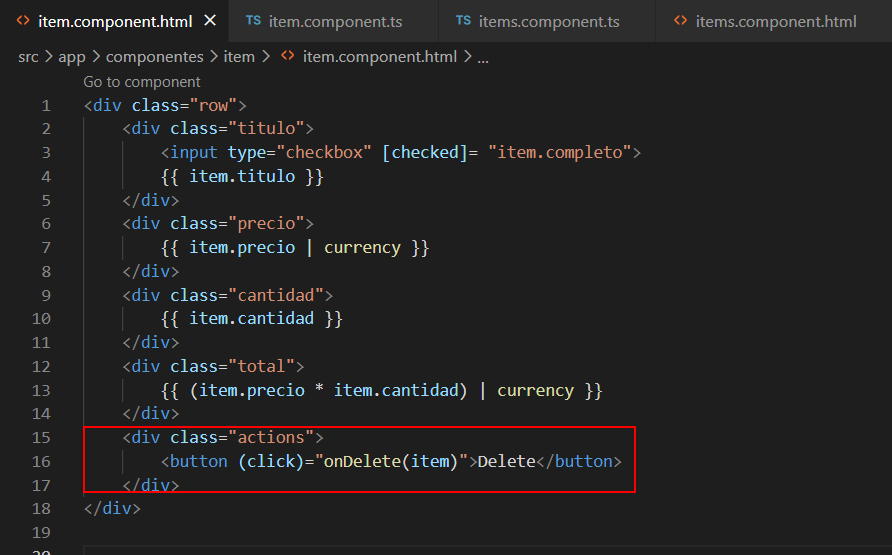 item.component.html × TS item.component.ts TS items.component.ts items.component.html
src > app > componentes > item > item.component.html > ...
Go to component
1 <div class="row">
2 <div class="titulo">
3 <input type="checkbox" [checked]= "item.completo">
4 {{ item.titulo }}
5 </div>
6 <div class="precio">
7 {{ item.precio | currency }}
8 </div>
9 <div class="cantidad">
10 {{ item.cantidad }}
11 </div>
12 <div class="total">
13 {{ (item.precio * item.cantidad) | currency }}
14 </div>
15 <div class="actions">
16 <button (click)="onDelete(item)">Delete</button>
17 </div>
18 </div>
19
20